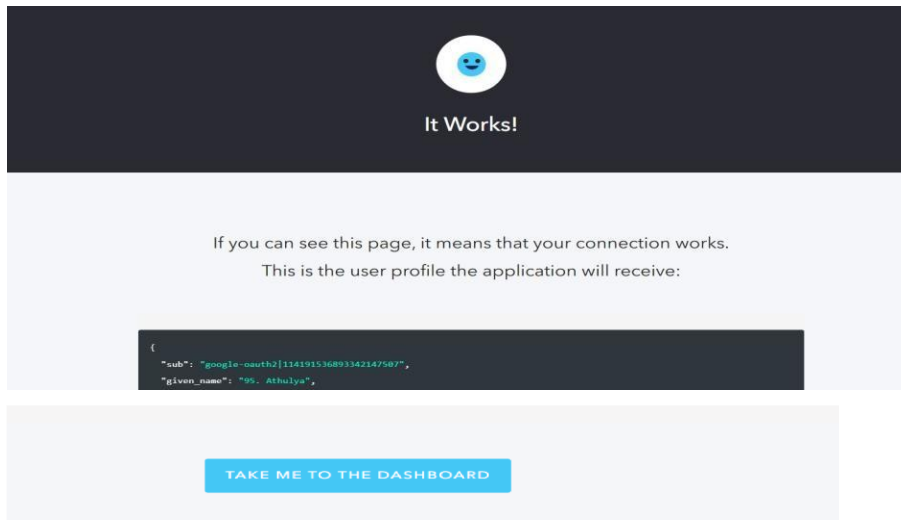 It Works!
If you can see this page, it means that your connection works.
This is the user profile the application will receive:
{
"sub": "google-oauth2|114191536893342147507",
"given_name": "95. Athulya",
TAKE ME TO THE DASHBOARD